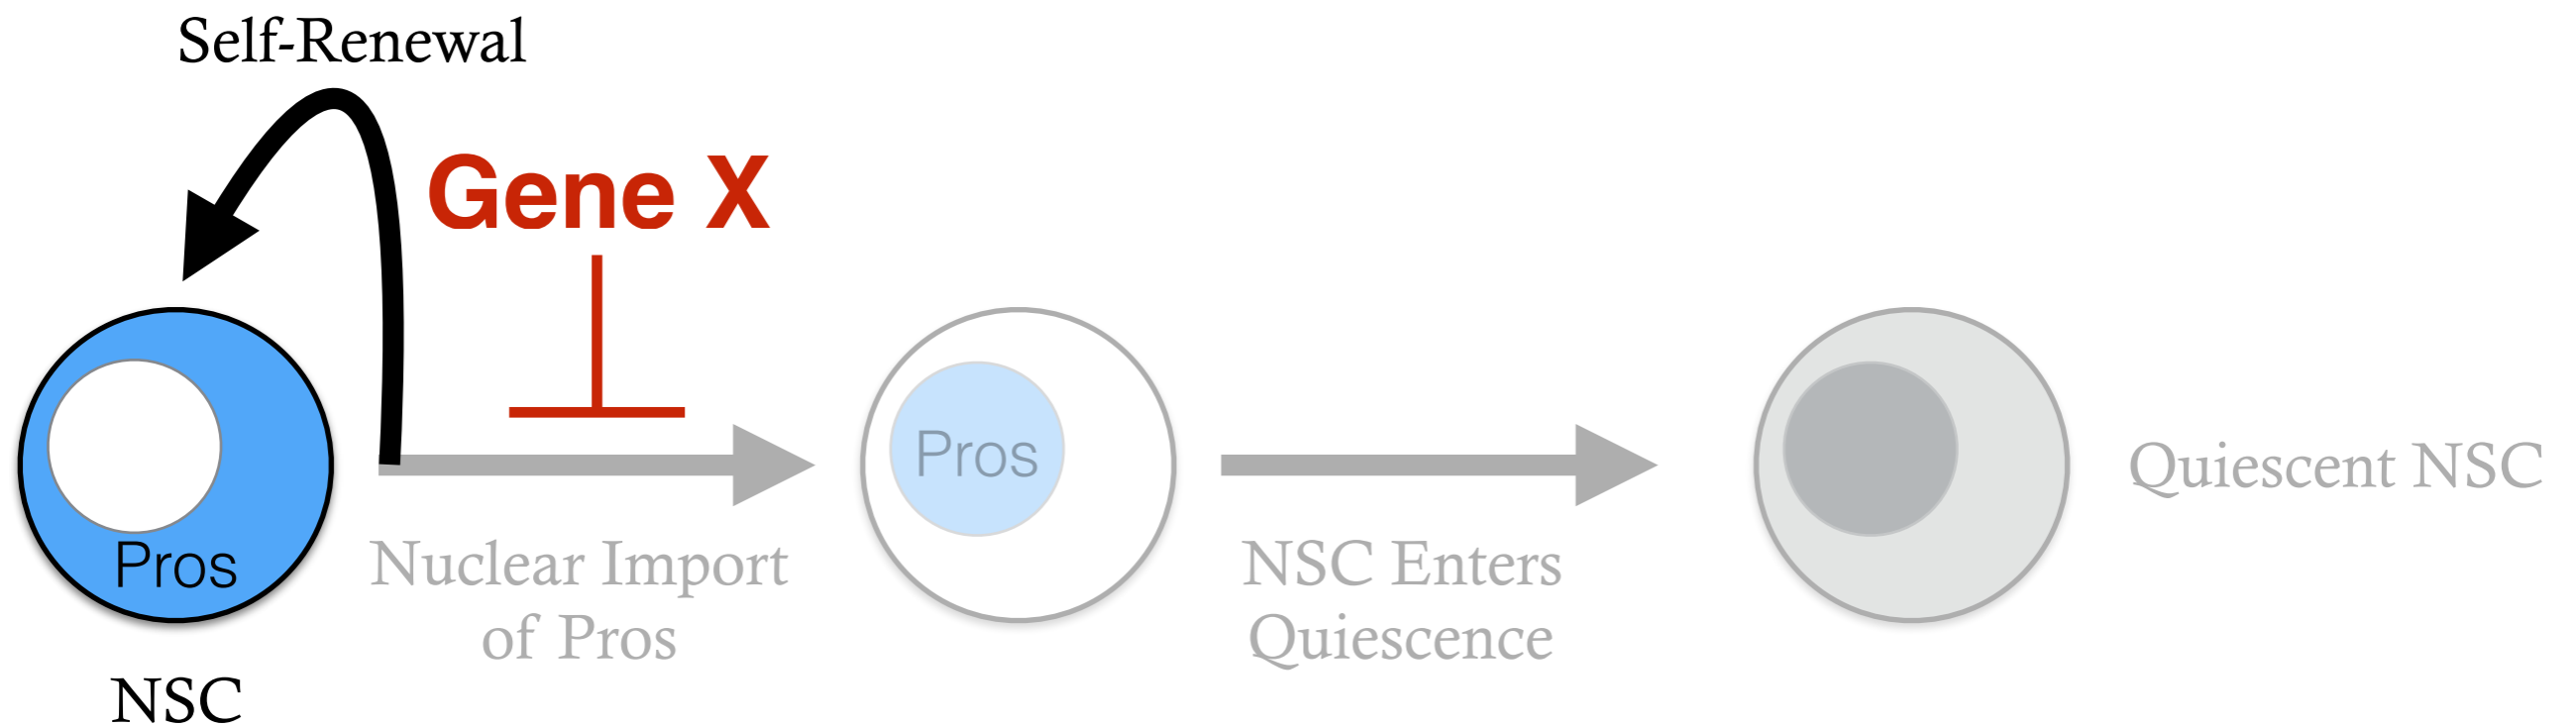 Self-Renewal
Gene X
Pros
NSC
Nuclear Import
of Pros
Pros
NSC Enters
Quiescence
Quiescent NSC